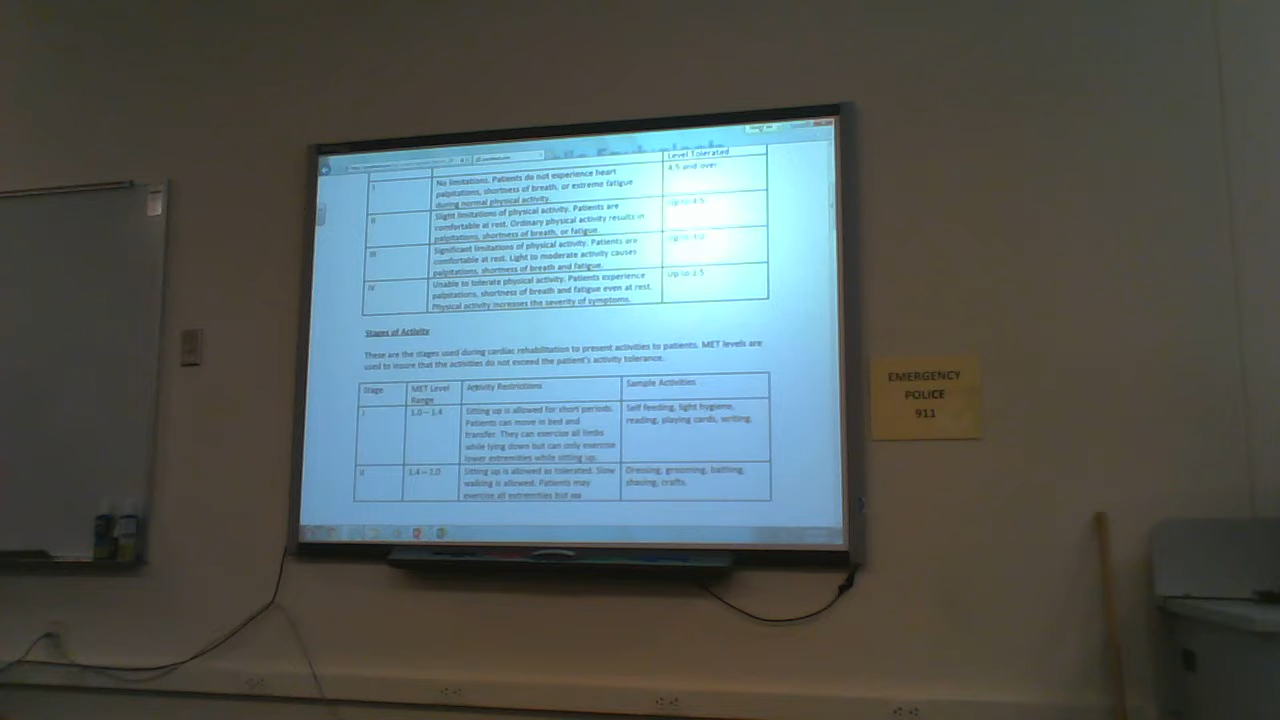 Level Tolerated
I
No limitations. Patients do not experience heart
palpitations, shortness of breath, or extreme fatigue
during normal physical activity.
4.5 and over
II
Slight limitations of physical activity. Patients are
comfortable at rest. Ordinary physical activity results in
palpitations, shortness of breath, or fatigue.
Up to 4.5
III
Significant limitations of physical activity. Patients are
comfortable at rest. Light to moderate activity causes
palpitations, shortness of breath and fatigue.
Up to
IV
Unable to tolerate physical activity. Patients experience
palpitations, shortness of breath and fatigue even at rest.
Physical activity increases the severity of symptoms.
Up to 1.5
Stages of Activity
These are the stages used during cardiac rehabilitation to present activities to patients. MET levels are
used to insure that the activities do not exceed the patient's activity tolerance.
Stage
MET Level
Range
Activity Restrictions
Sample Activities
I
1.0 – 1.4
Sitting up is allowed for short periods.
Patients can move in bed and
transfer. They can exercise all limbs
while lying down but can only exercise
lower extremities while sitting up.
Self feeding, light hygiene,
reading, playing cards, writing.
II
1.4 – 2.0
Sitting up is allowed as tolerated. Slow
walking is allowed. Patients may
exercise all extremities but no
Dressing, grooming, bathing,
shaving, crafts.
EMERGENCY
POLICE
911